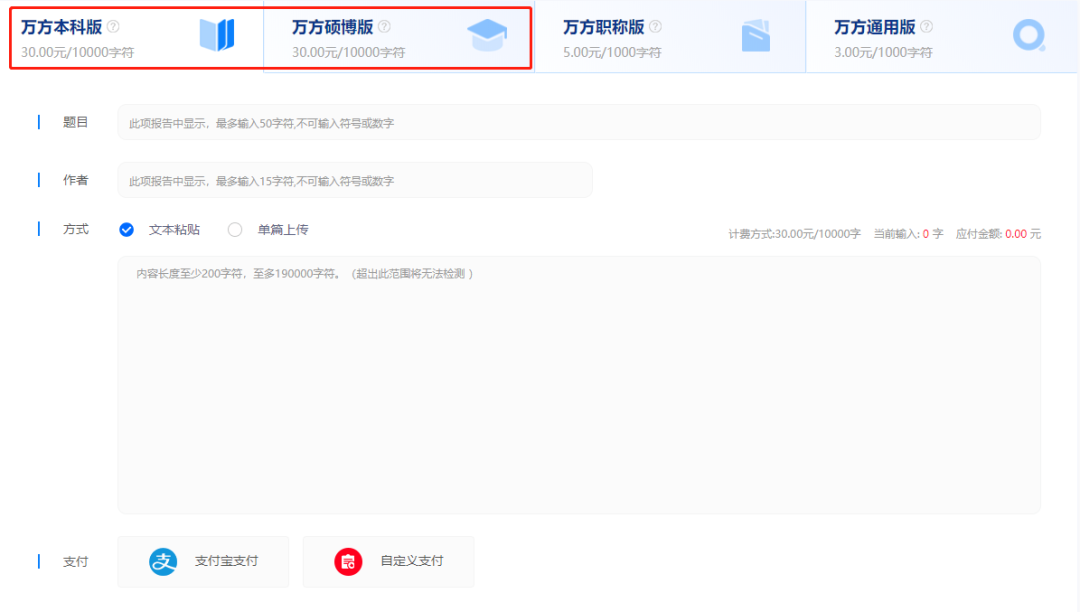 万方本科版 万方硕博版 万方职称版 万方通用版
30.00元/10000字符 30.00元/10000字符 5.00元/1000字符 3.00元/1000字符
题目 此项报告中显示，最多输入50字符,不可输入符号或数字
作者 此项报告中显示，最多输入15字符,不可输入符号或数字
方式 文本粘贴 单篇上传
计费方式:30.00元/10000字 当前输入: 0 字 应付金额: 0.00 元
内容长度至少200字符，至多190000字符。（超出此范围将无法检测 ）
支付 支付宝支付 自定义支付